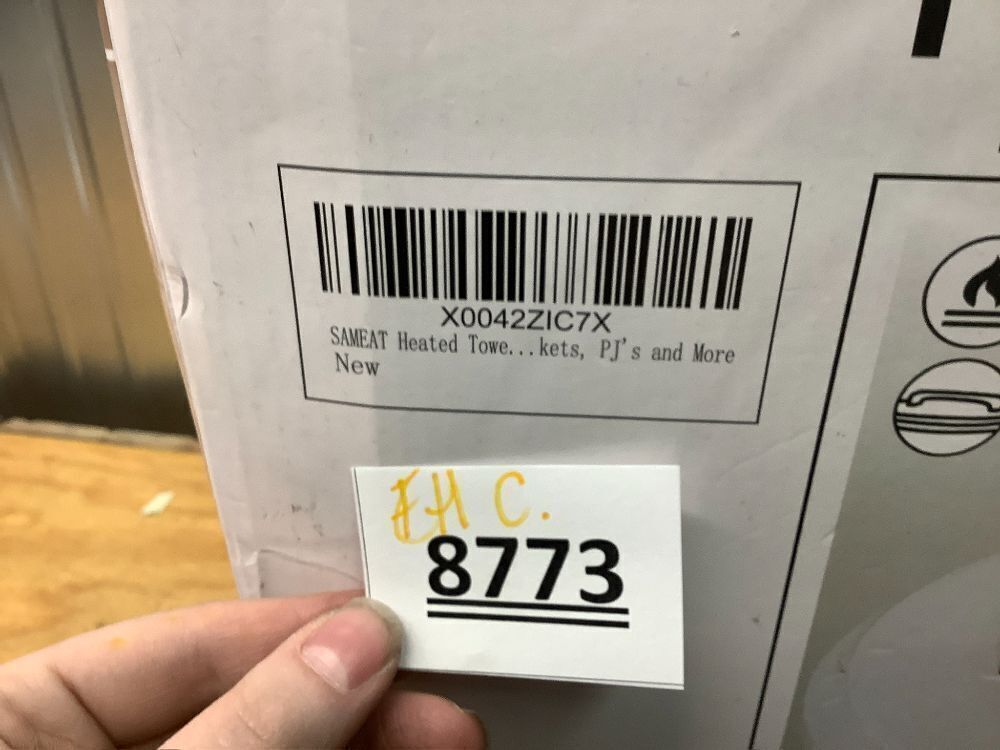 X0042ZIC7X
SAMEAT Heated Towe...kets, PJ's and More
New
EH C.
8773